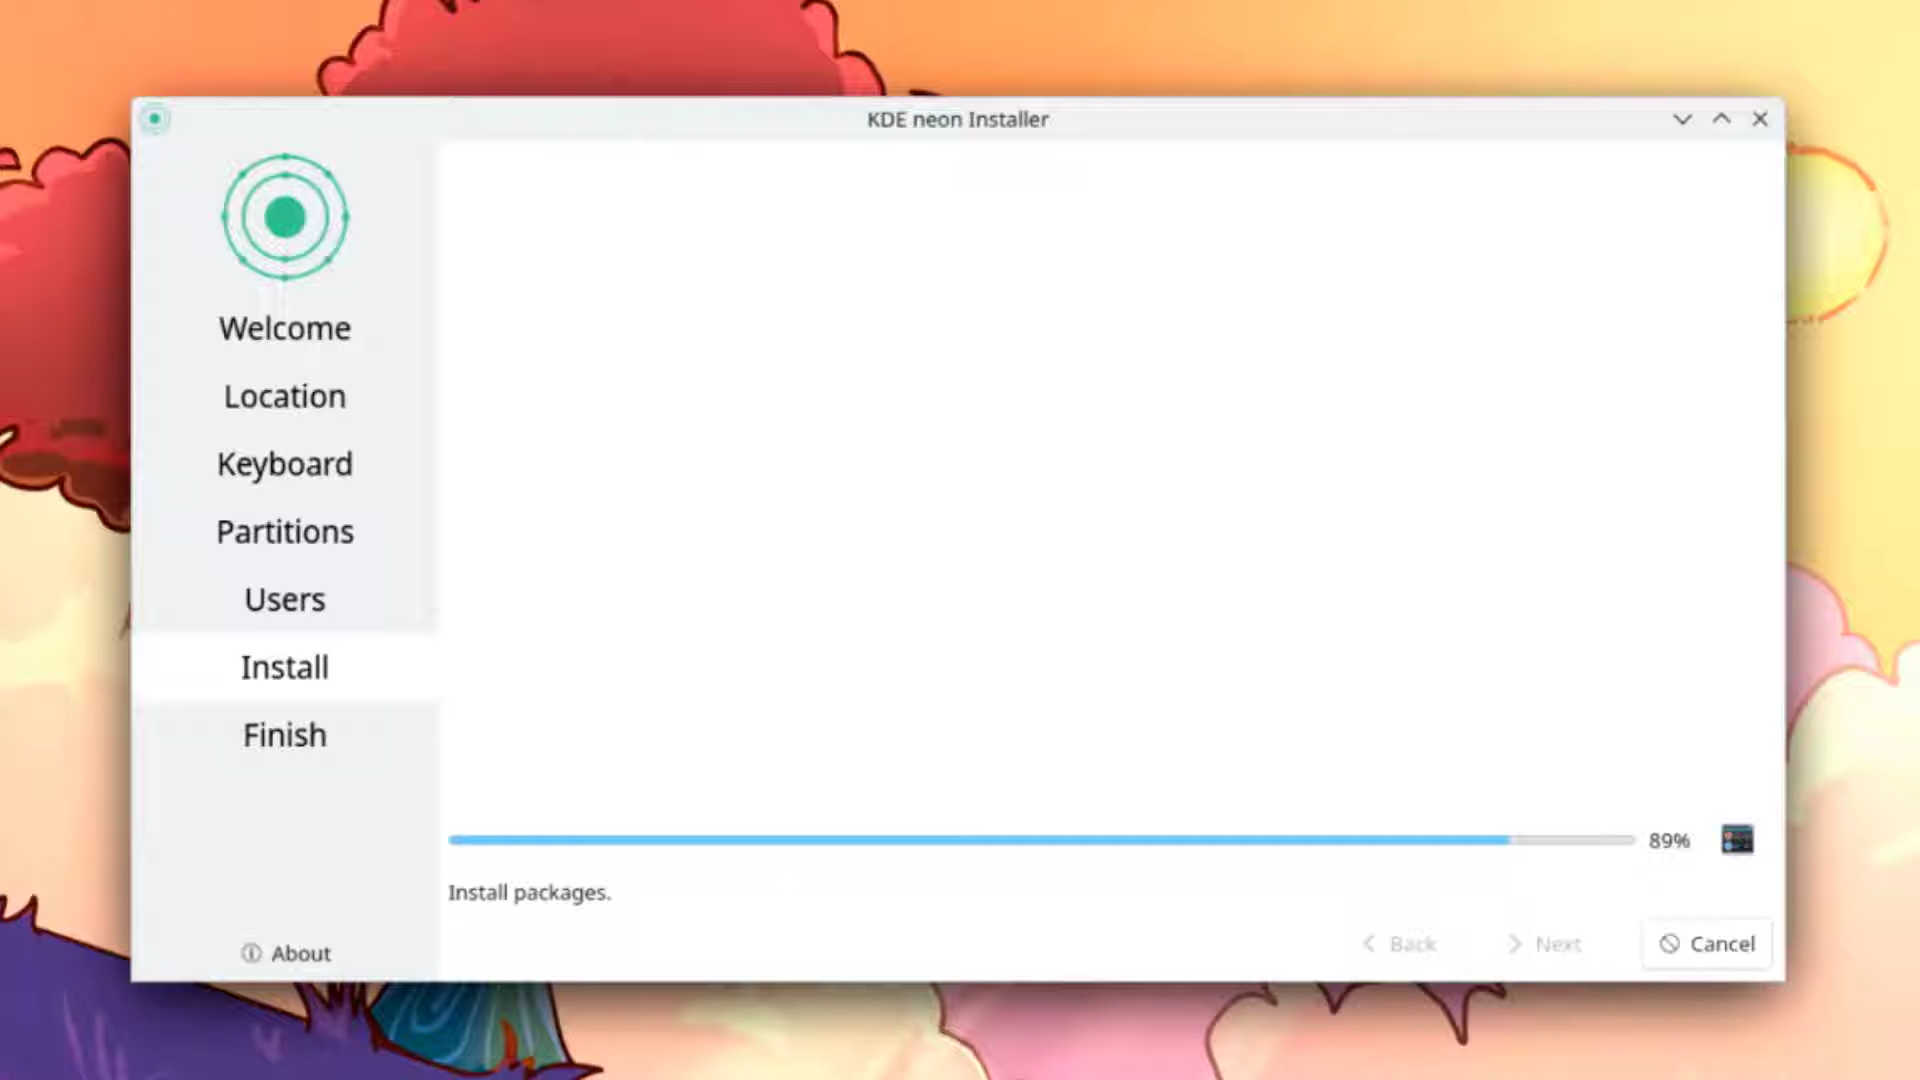 KDE neon Installer
Welcome
Location
Keyboard
Partitions
Users
Install
Finish
89%
Install packages.
About
Back
Next
Cancel